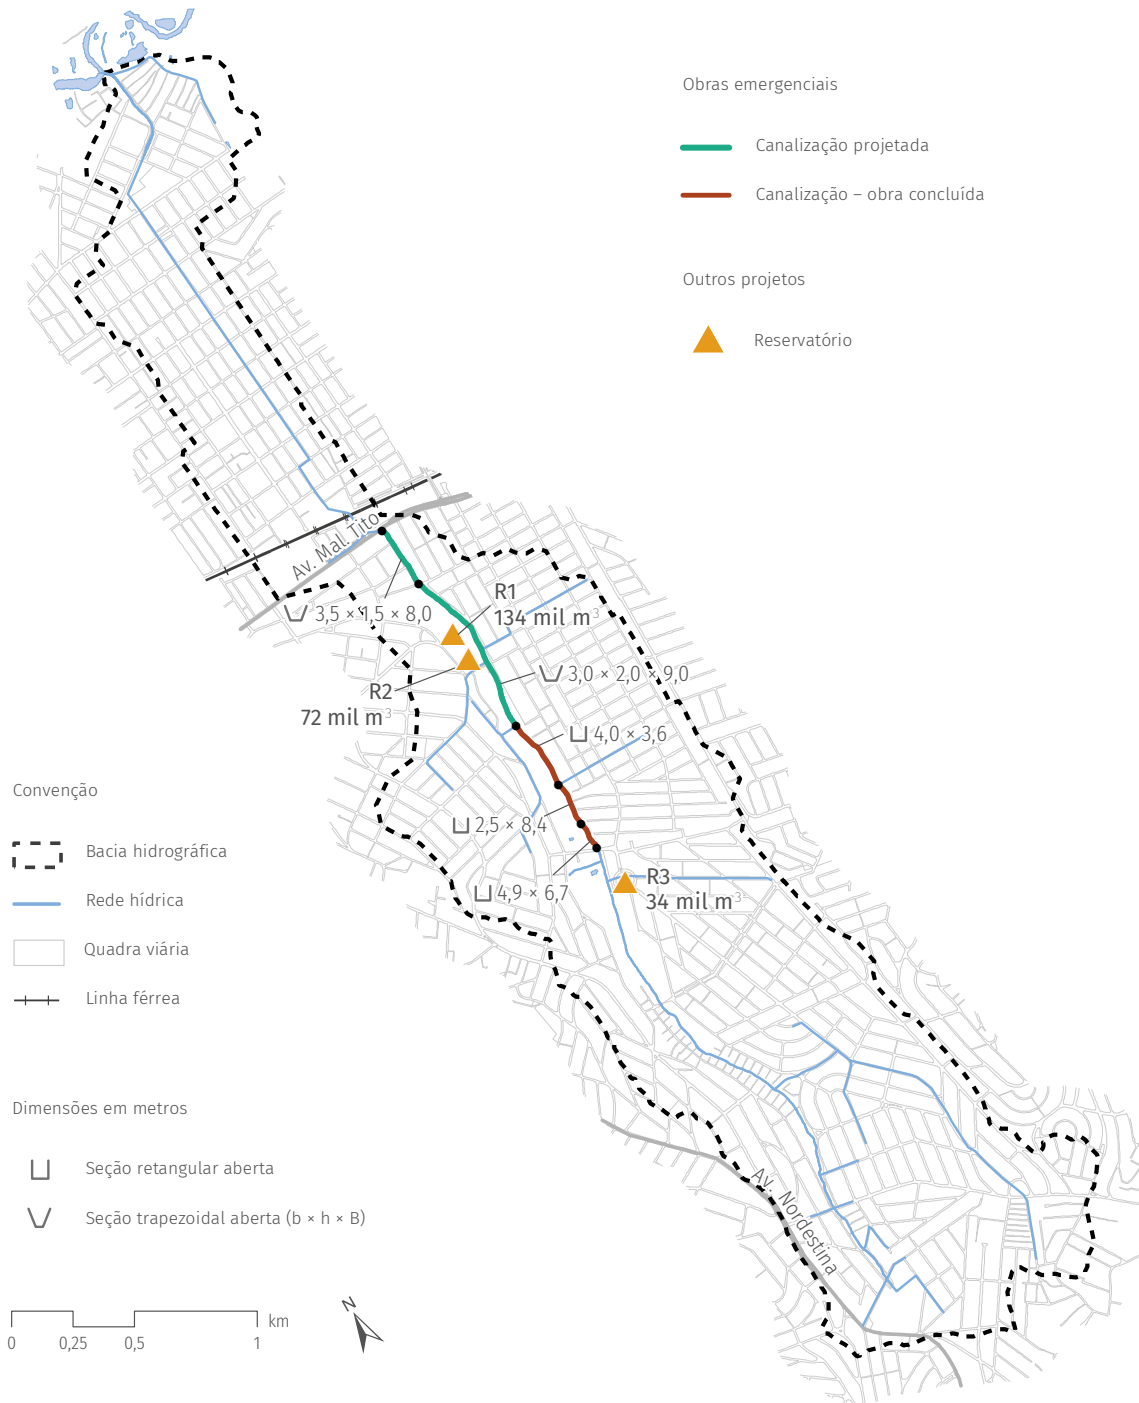 Obras emergenciais
Canalização projetada
Canalização – obra concluída
Outros projetos
Reservatório
Av. Mal. Tito
R1
134 mil m³
3,5 × 1,5 × 8,0
3,0 × 2,0 × 9,0
R2
72 mil m³
4,0 × 3,6
2,5 × 8,4
4,9 × 6,7
R3
34 mil m³
Av. Nordestina
Convenção
Bacia hidrográfica
Rede hídrica
Quadra viária
Linha férrea
Dimensões em metros
Seção retangular aberta
Seção trapezoidal aberta (b × h × B)
km
0 0,25 0,5 1
N